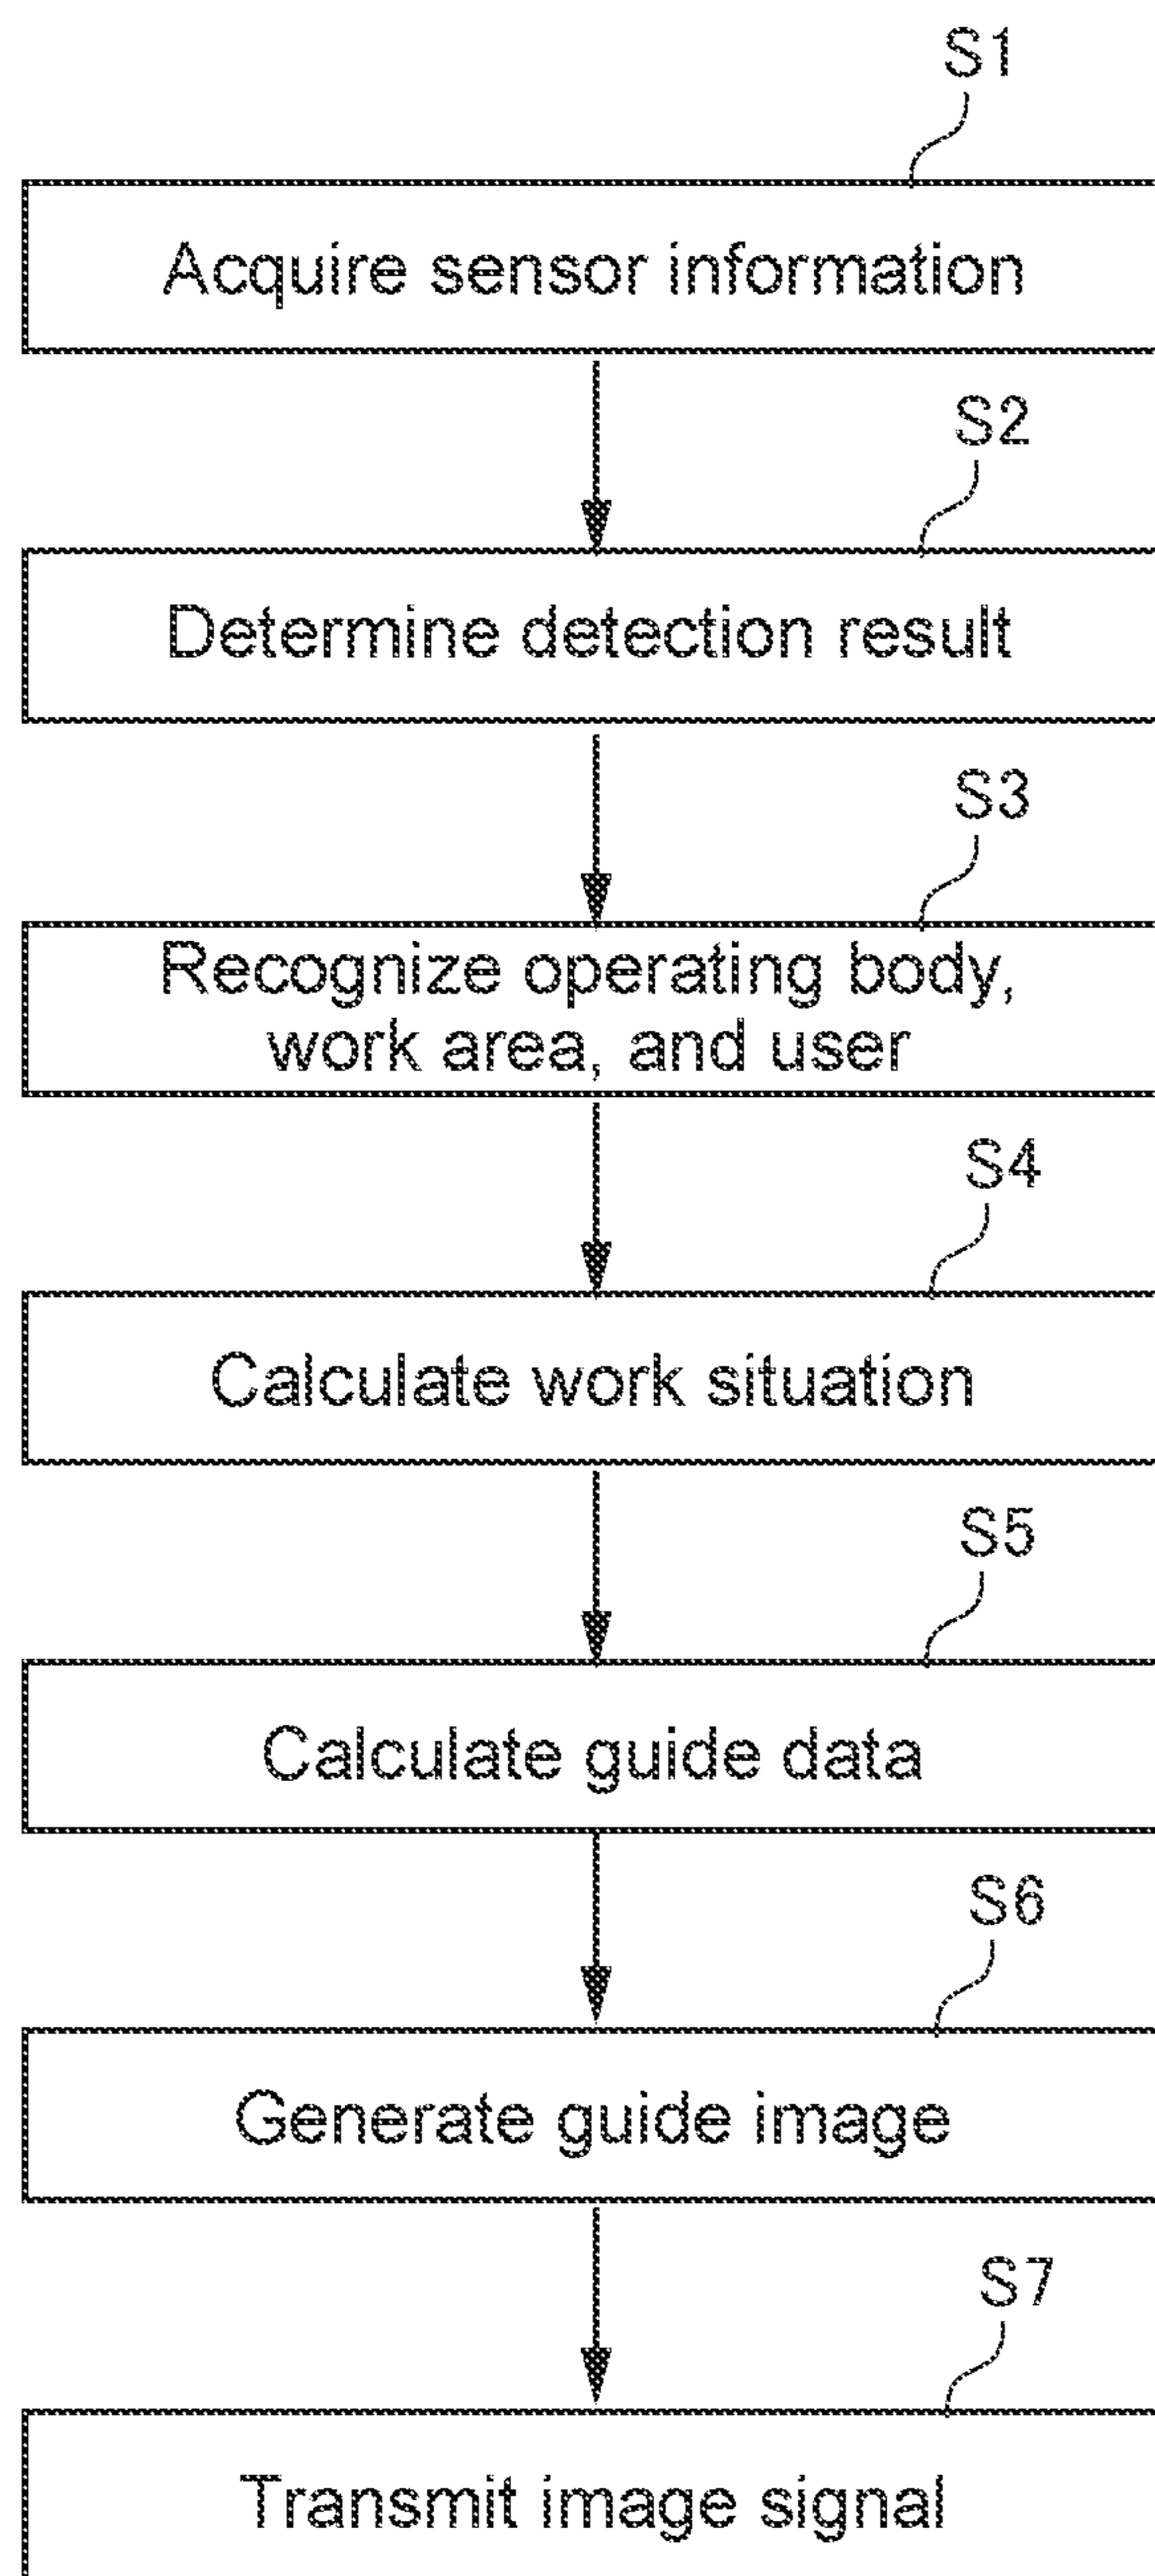 S1
Acquire sensor information
S2
Determine detection result
S3
Recognize operating body,
work area, and user
S4
Calculate work situation
S5
Calculate guide data
S6
Generate guide image
S7
Transmit image signal